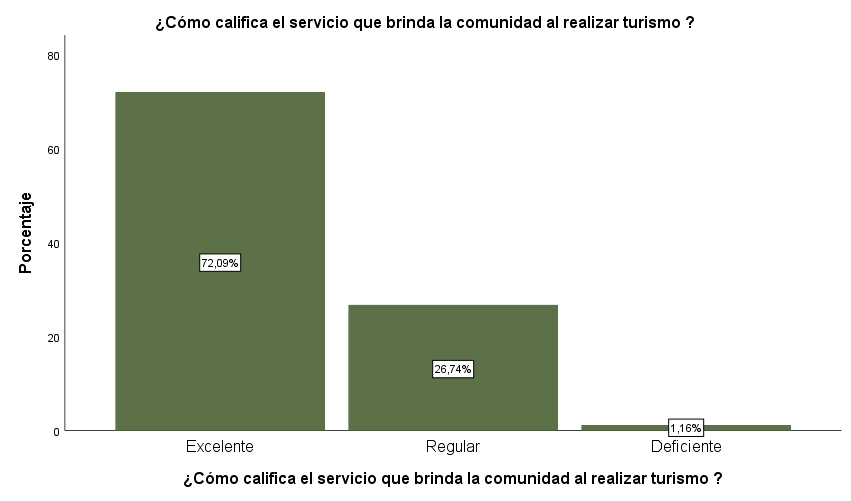 ¿Cómo califica el servicio que brinda la comunidad al realizar turismo ?
80
60
40
20
0
Porcentaje
72,09%
26,74%
1,16%
Excelente
Regular
Deficiente
¿Cómo califica el servicio que brinda la comunidad al realizar turismo ?